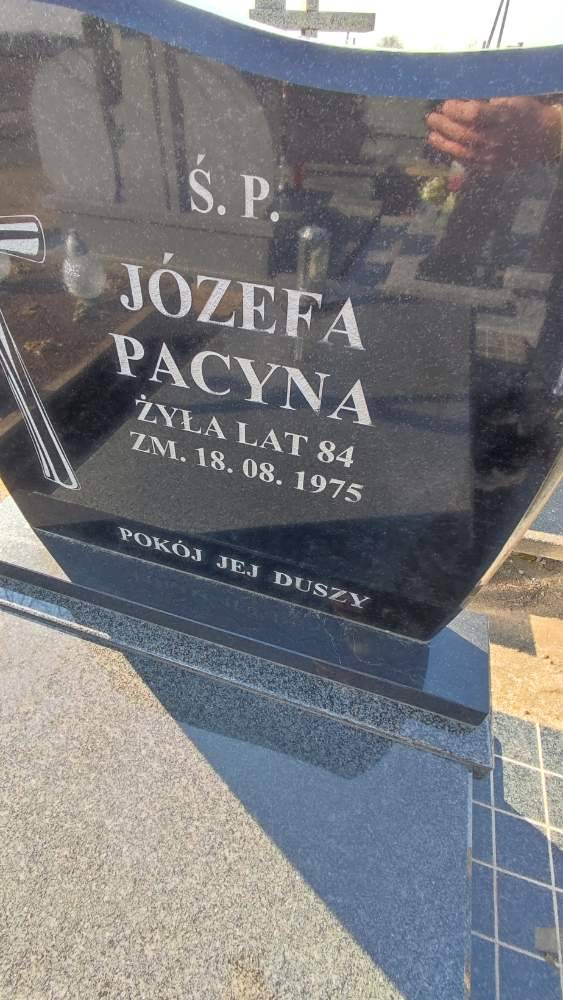 Ś. P.
JÓZEFA
PACYNA
ŻYŁA LAT 84
ZM. 18. 08. 1975
POKÓJ JEJ DUSZY